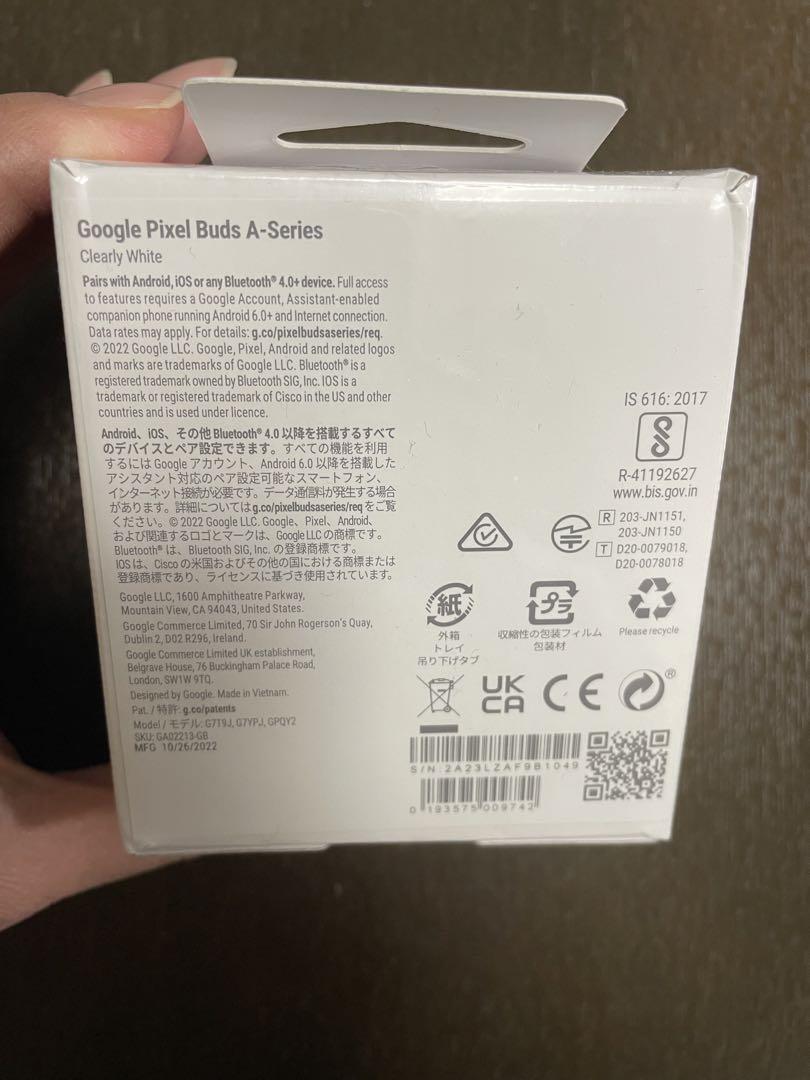 Google Pixel Buds A-Series
Clearly White
Pairs with Android, iOS or any Bluetooth® 4.0+ device. Full access
to features requires a Google Account, Assistant-enabled
companion phone running Android 6.0+ and Internet connection.
Data rates may apply. For details: g.co/pixelbudsaseries/req.
© 2022 Google LLC. Google, Pixel, Android and related logos
and marks are trademarks of Google LLC. Bluetooth® is a
registered trademark owned by Bluetooth SIG, Inc. IOS is a
trademark or registered trademark of Cisco in the US and other
countries and is used under licence.
Android、iOS、その他 Bluetooth® 4.0 以降を搭載するすべて
のデバイスとペア設定できます。すべての機能を利用
するには Google アカウント、Android 6.0 以降を搭載した
アシスタント対応のペア設定可能なスマートフォン、
インターネット接続が必要です。データ通信料が発生する場合
があります。詳細については g.co/pixelbudsaseries/req をご覧
ください。© 2022 Google LLC. Google、Pixel、Android、
および関連するロゴとマークは、Google LLC の商標です。
Bluetooth® は、Bluetooth SIG, Inc. の登録商標です。
IOS は、Cisco の米国およびその他の国における商標または
登録商標であり、ライセンスに基づき使用されています。
Google LLC, 1600 Amphitheatre Parkway,
Mountain View, CA 94043, United States.
Google Commerce Limited, 70 Sir John Rogerson's Quay,
Dublin 2, D02 R296, Ireland.
Google Commerce Limited UK establishment,
Belgrave House, 76 Buckingham Palace Road,
London, SW1W 9TQ.
Designed by Google. Made in Vietnam.
Pat. / 特許: g.co/patents
Model / モデル: G7T9J, G7YPJ, GPQY2
SKU: GA02213-GB
MFG 10/26/2022
IS 616: 2017
R-41192627
www.bis.gov.in
R 203-JN1151,
203-JN1150
T D20-0079018,
D20-0078018
紙
外箱
トレイ
吊り下げタブ
プラ
収縮性の包装フィルム
包装材
Please recycle
UK
CA
CE
®
S/N: 2A23LZAF9B1049
0 193575 009742